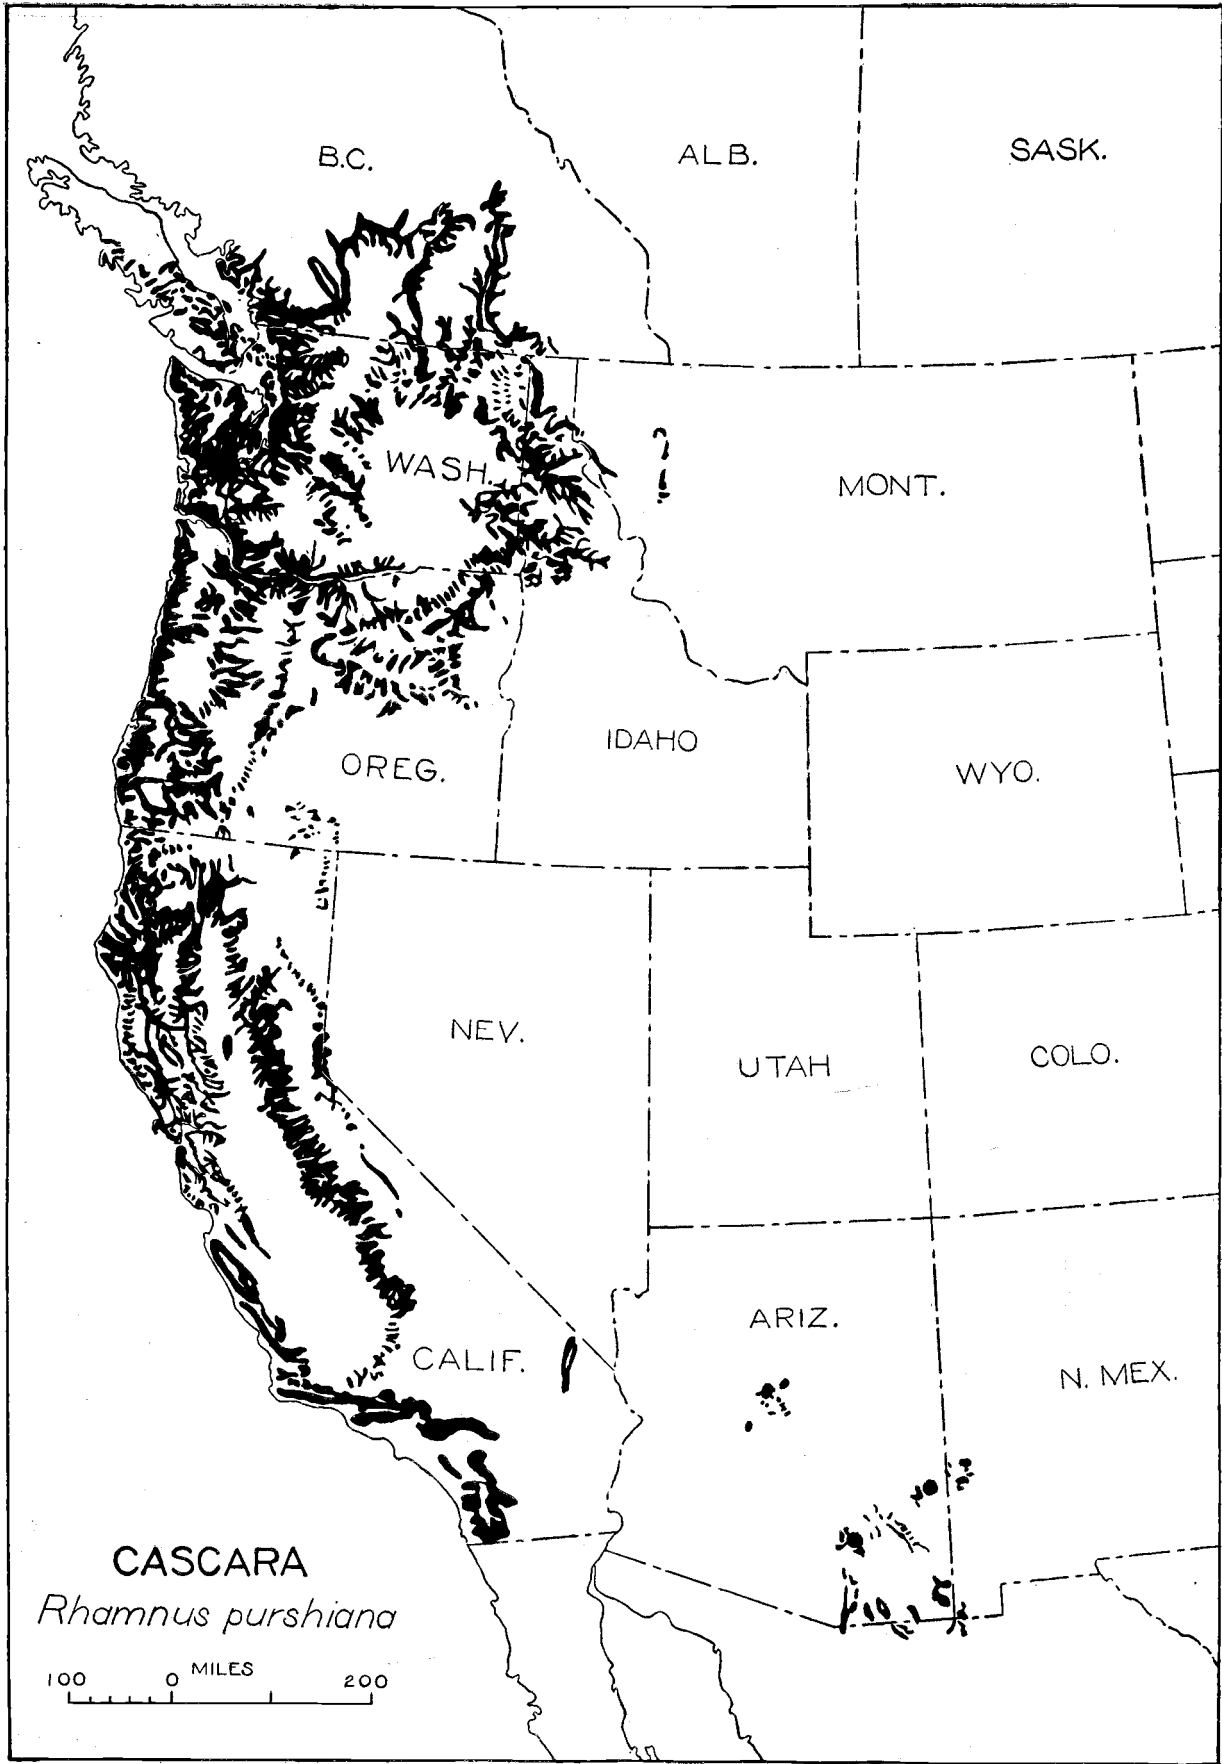 B.C.
ALB.
SASK.
WASH.
MONT.
OREG.
IDAHO
WYO.
NEV.
UTAH
COLO.
ARIZ.
CALIF.
N. MEX.
CASCARA
Rhamnus purshiana
100 0 MILES 200